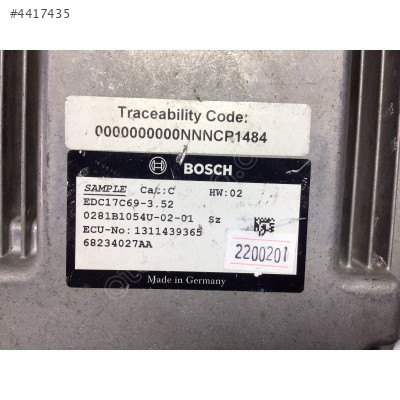 #4417435
Traceability Code:
0000000000NNNCP1484
BOSCH
SAMPLE Cat:C HW:02
EDC17C69-3.52
0281B1054U-02-01 Sz
ECU-No:1311439365
68234027AA
2200201
Made in Germany